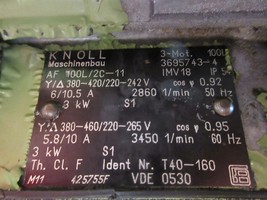 KNOLL
Maschinenbau
3-Mot. 100l
3695743-4
AF 100L/2C-11
IMV18 IP 54
Y/Δ 380-420/220-242 V cos φ 0.92
6/10.5 A 2860 1/min 50 Hz
3 kW S1
Y/Δ 380-460/220-265 V cos φ 0.95
5.8/10 A 3450 1/min 60 Hz
3 kW S1
Th. Cl. F Ident Nr. T40-160
M11 425755F VDE 0530